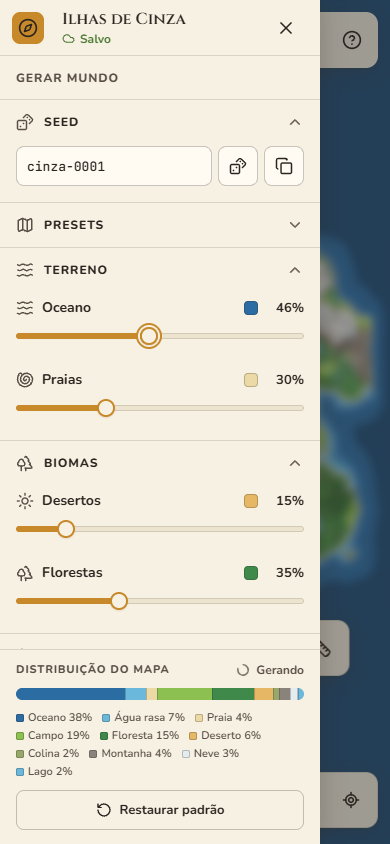 Ilhas de Cinza
Salvo
GERAR MUNDO
SEED
cinza-0001
PRESETS
TERRENO
Oceano 46%
Praias 30%
BIOMAS
Desertos 15%
Florestas 35%
DISTRIBUIÇÃO DO MAPA Gerando
Oceano 38% Água rasa 7% Praia 4%
Campo 19% Floresta 15% Deserto 6%
Colina 2% Montanha 4% Neve 3%
Lago 2%
Restaurar padrão